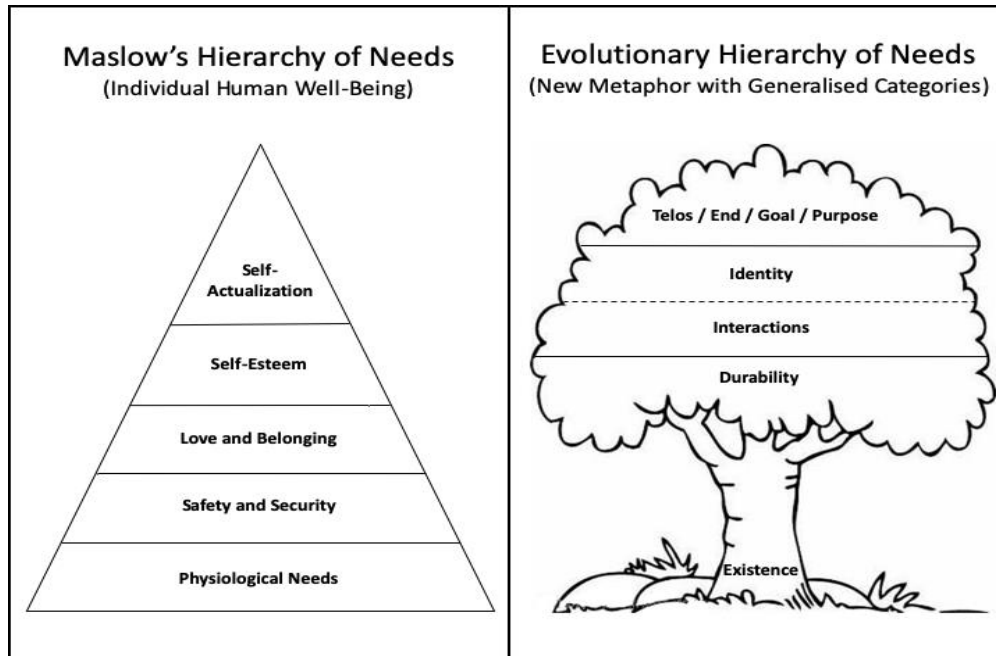 Maslow's Hierarchy of Needs
(Individual Human Well-Being)
Self-
Actualization
Self-Esteem
Love and Belonging
Safety and Security
Physiological Needs
Evolutionary Hierarchy of Needs
(New Metaphor with Generalised Categories)
Telos / End / Goal / Purpose
Identity
Interactions
Durability
Existence